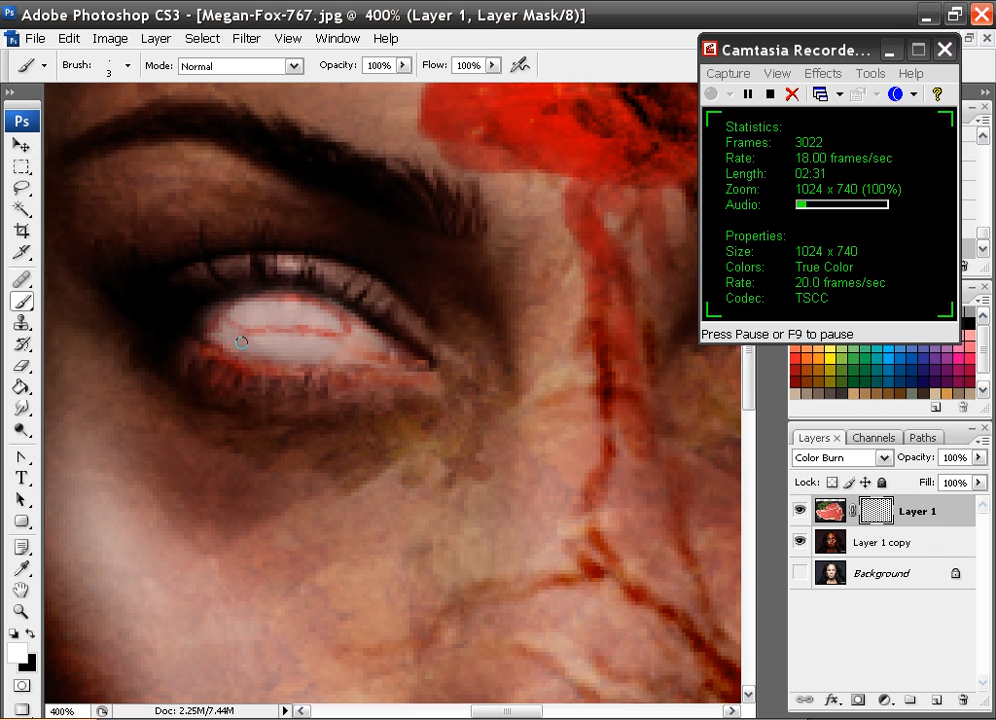 Adobe Photoshop CS3 - [Megan-Fox-767.jpg @ 400% (Layer 1, Layer Mask/8)]
File Edit Image Layer Select Filter View Window Help
Brush: 3 Mode: Normal Opacity: 100% Flow: 100%
Ps
Camtasia Recorde...
Capture View Effects Tools Help
Statistics:
Frames: 3022
Rate: 18.00 frames/sec
Length: 02:31
Zoom: 1024 x 740 (100%)
Audio:
Properties:
Size: 1024 x 740
Colors: True Color
Rate: 20.0 frames/sec
Codec: TSCC
Press Pause or F9 to pause
Layers x Channels Paths
Color Burn Opacity: 100%
Lock: Fill: 100%
Layer 1
Layer 1 copy
Background
400% Doc: 2.25M/7.44M